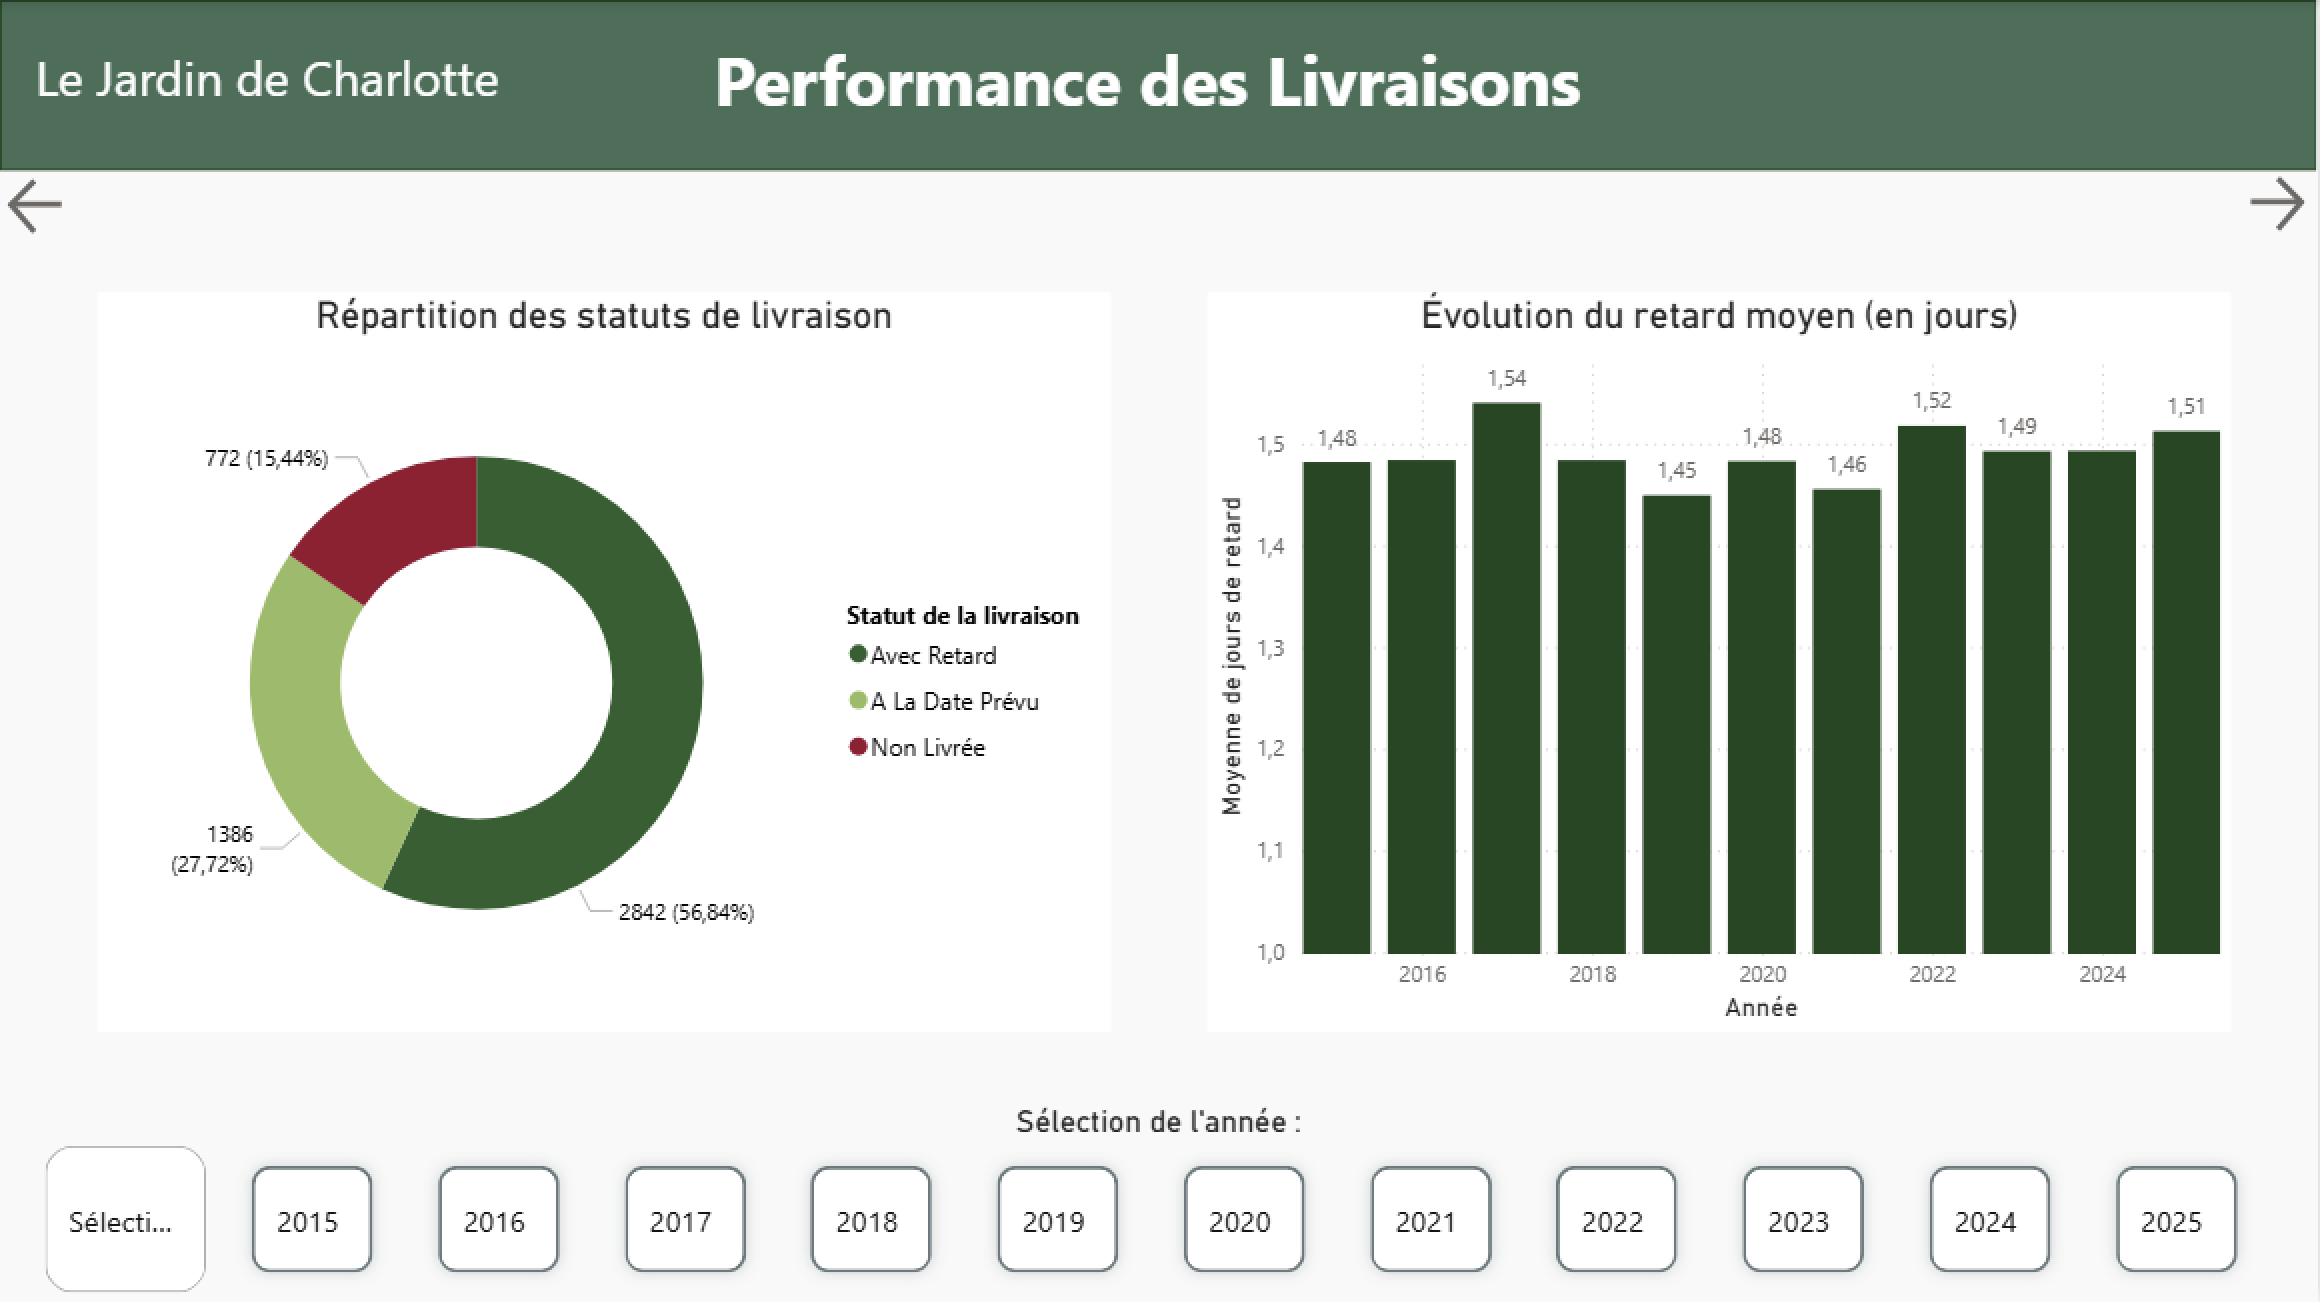 Le Jardin de Charlotte
Performance des Livraisons
Répartition des statuts de livraison
772 (15,44%)
1386
(27,72%)
2842 (56,84%)
Statut de la livraison
Avec Retard
A La Date Prévu
Non Livrée
Évolution du retard moyen (en jours)
Moyenne de jours de retard
1,5
1,4
1,3
1,2
1,1
1,0
1,48
1,54
1,45
1,48
1,46
1,52
1,49
1,51
2016
2018
2020
2022
2024
Année
Sélection de l'année :
Sélecti...
2015
2016
2017
2018
2019
2020
2021
2022
2023
2024
2025